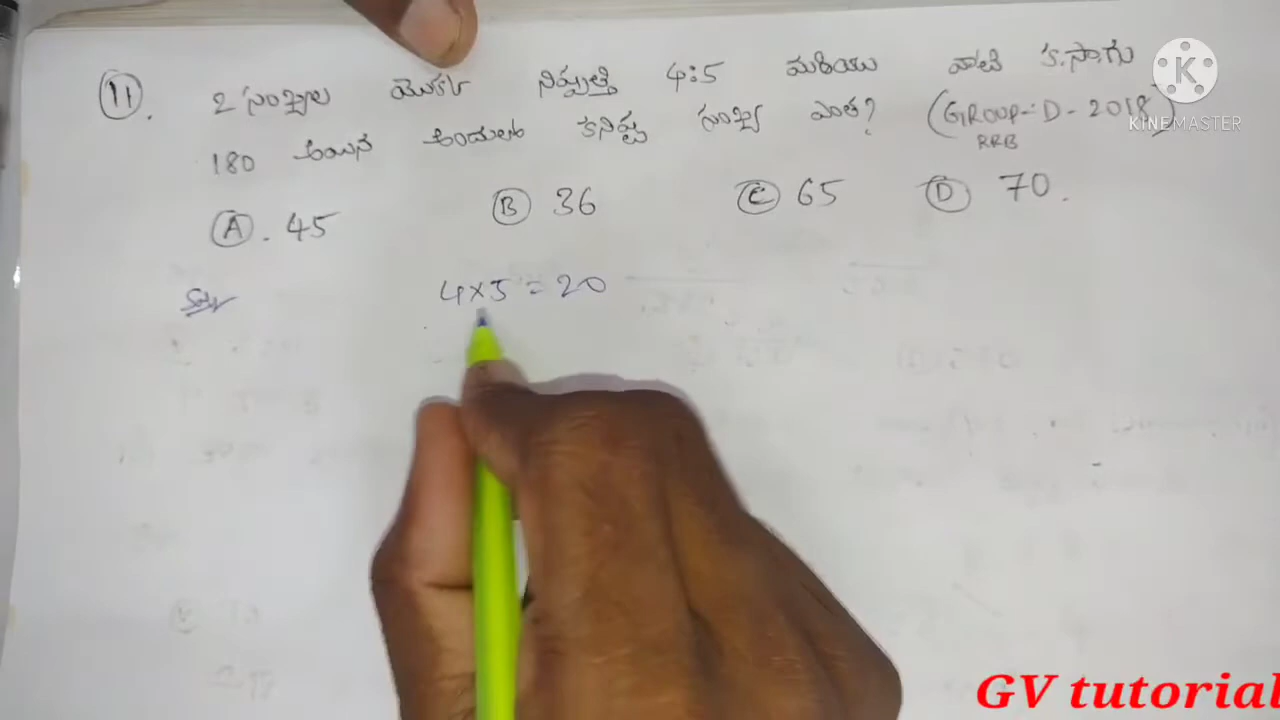 11. 2 సంఖ్యల యొక్క నిష్పత్తి 4:5 మరియు వాటి క.సా.గు
180 అయిన అందులో కనిష్ట సంఖ్య ఎంత? (GROUP-D-2018)
RRB
A. 45 B 36 C 65 D 70.
Solu
4×5=20
K
KINEMASTER
GV tutorial